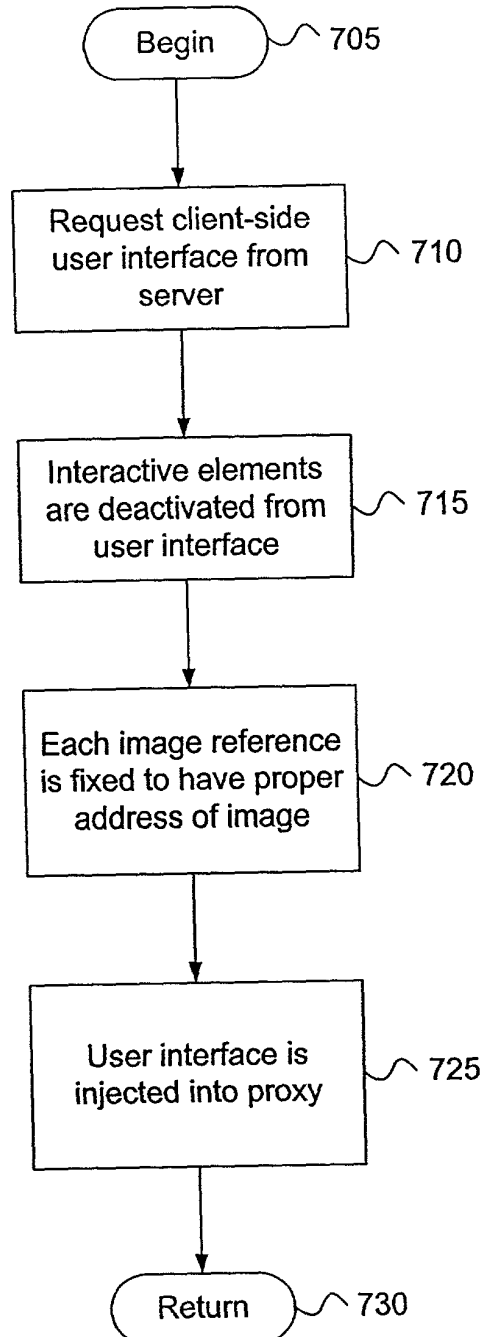 Begin
705
Request client-side
user interface from
server
710
Interactive elements
are deactivated from
user interface
715
Each image reference
is fixed to have proper
address of image
720
User interface is
injected into proxy
725
Return
730